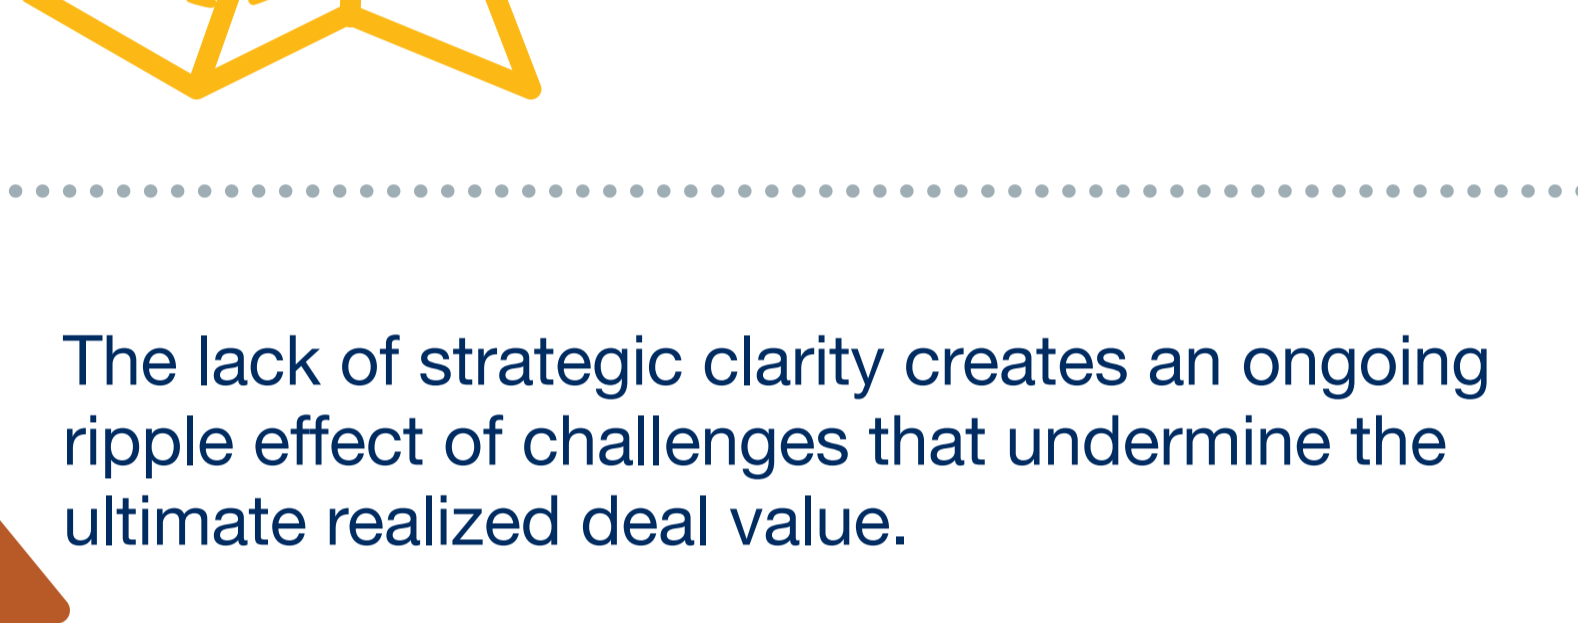 The lack of strategic clarity creates an ongoing
ripple effect of challenges that undermine the
ultimate realized deal value.